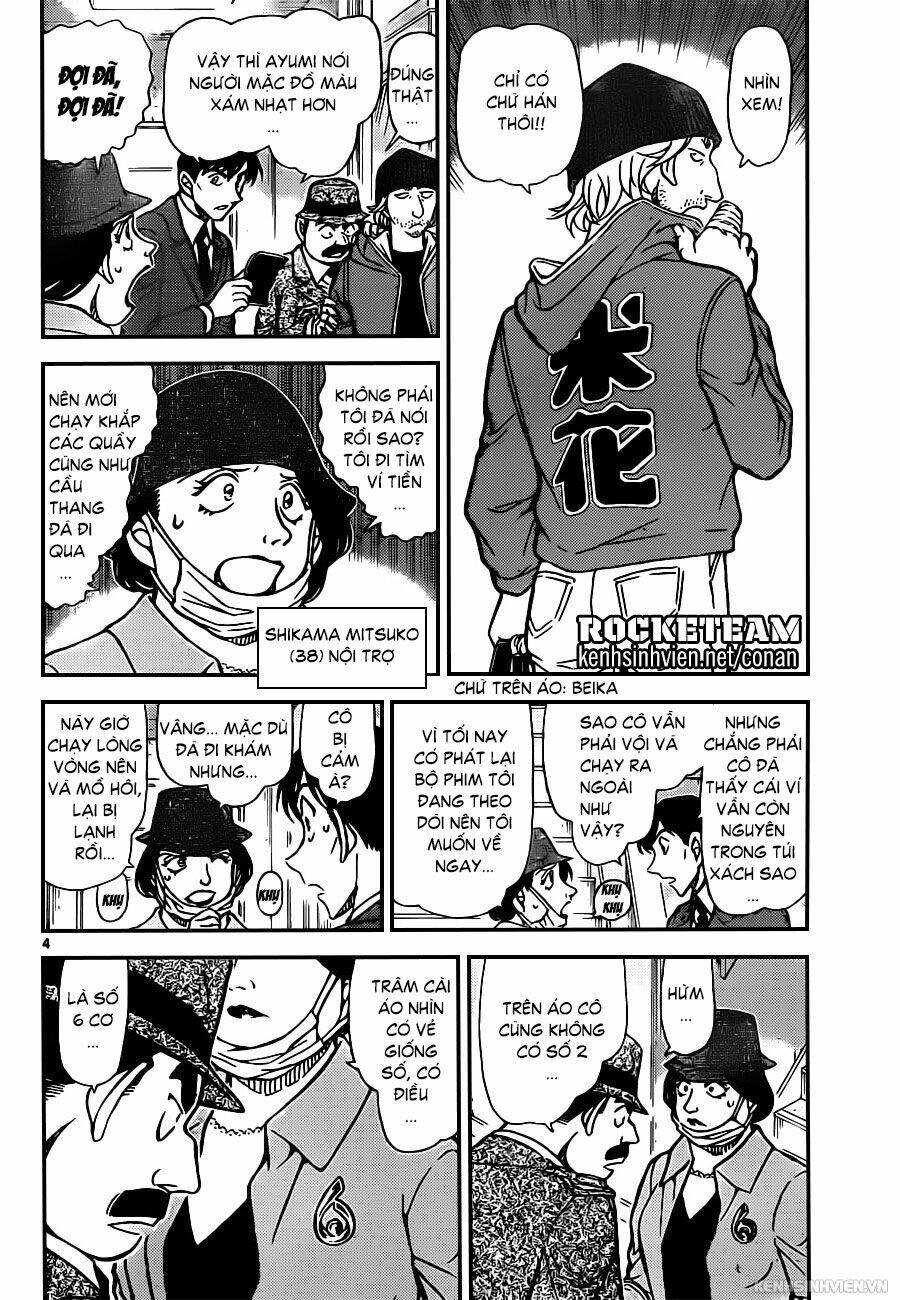 NHÌN
XEM!
CHỈ CÓ
CHỮ HÁN
THÔI!!
米花
ROCKETEAM
kenhsinhvien.net/conan
CHỮ TRÊN ÁO: BEIKA
ĐÚNG
THẬT
...
VẬY THÌ AYUMI NÓI
NGƯỜI MẶC ĐỒ MÀU
XÁM NHẠT HƠN
...
ĐỢI ĐÃ,
ĐỢI ĐÃ!
KHÔNG PHẢI
TÔI ĐÃ NÓI
RỒI SAO?
TÔI ĐI TÌM
VÍ TIỀN
...
NÊN MỚI
CHẠY KHẮP
CÁC QUẦY
CŨNG NHƯ
CẦU
THANG
ĐÃ ĐI
QUA
...
SHIKAMA MITSUKO
(38) NỘI TRỢ
NHƯNG
CHẲNG PHẢI
CÔ ĐÃ
THẤY CÁI VÍ
VẪN CÒN
NGUYÊN
TRONG TÚI
XÁCH SAO
...
SAO CÔ VẪN
PHẢI VỘI VÃ
CHẠY RA
NGOÀI
NHƯ
VẬY?
KHỤ
KHỤ
VÌ TỐI NAY
CÓ PHÁT LẠI
BỘ PHIM TÔI
ĐANG THEO
DÕI NÊN TÔI
MUỐN VỀ
NGAY...
CÔ
BỊ
CẢM
À?
VÂNG... MẶC DÙ
ĐÃ ĐI KHÁM
NHƯNG...
KHỤ
NÃY GIỜ
CHẠY LÒNG
VÒNG NÊN
VÃ MỒ HÔI,
LẠI BỊ
LẠNH
RỒI...
KHỤ
4
HỪM
...
TRÊN ÁO CÔ
CŨNG KHÔNG
CÓ SỐ 2
...
6
TRÂM CÀI
ÁO NHÌN
CÓ VẺ
GIỐNG
SỐ, CÓ
ĐIỀU
...
LÀ SỐ
6 CƠ
...
6
KENHSINHVIEN.VN